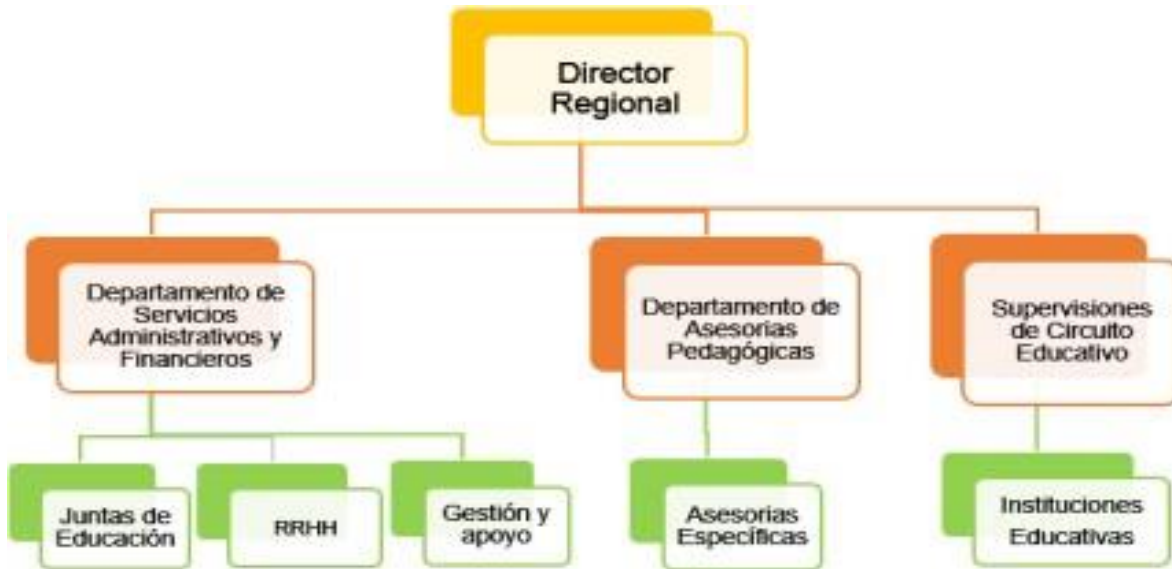 Director
Regional
Departamento de
Servicios
Administrativos y
Financieros
Departamento de
Asesorias
Pedagógicas
Supervisiones
de Circuito
Educativo
Juntas de
Educación
RRHH
Gestión y
apoyo
Asesorias
Específicas
Instituciones
Educativas